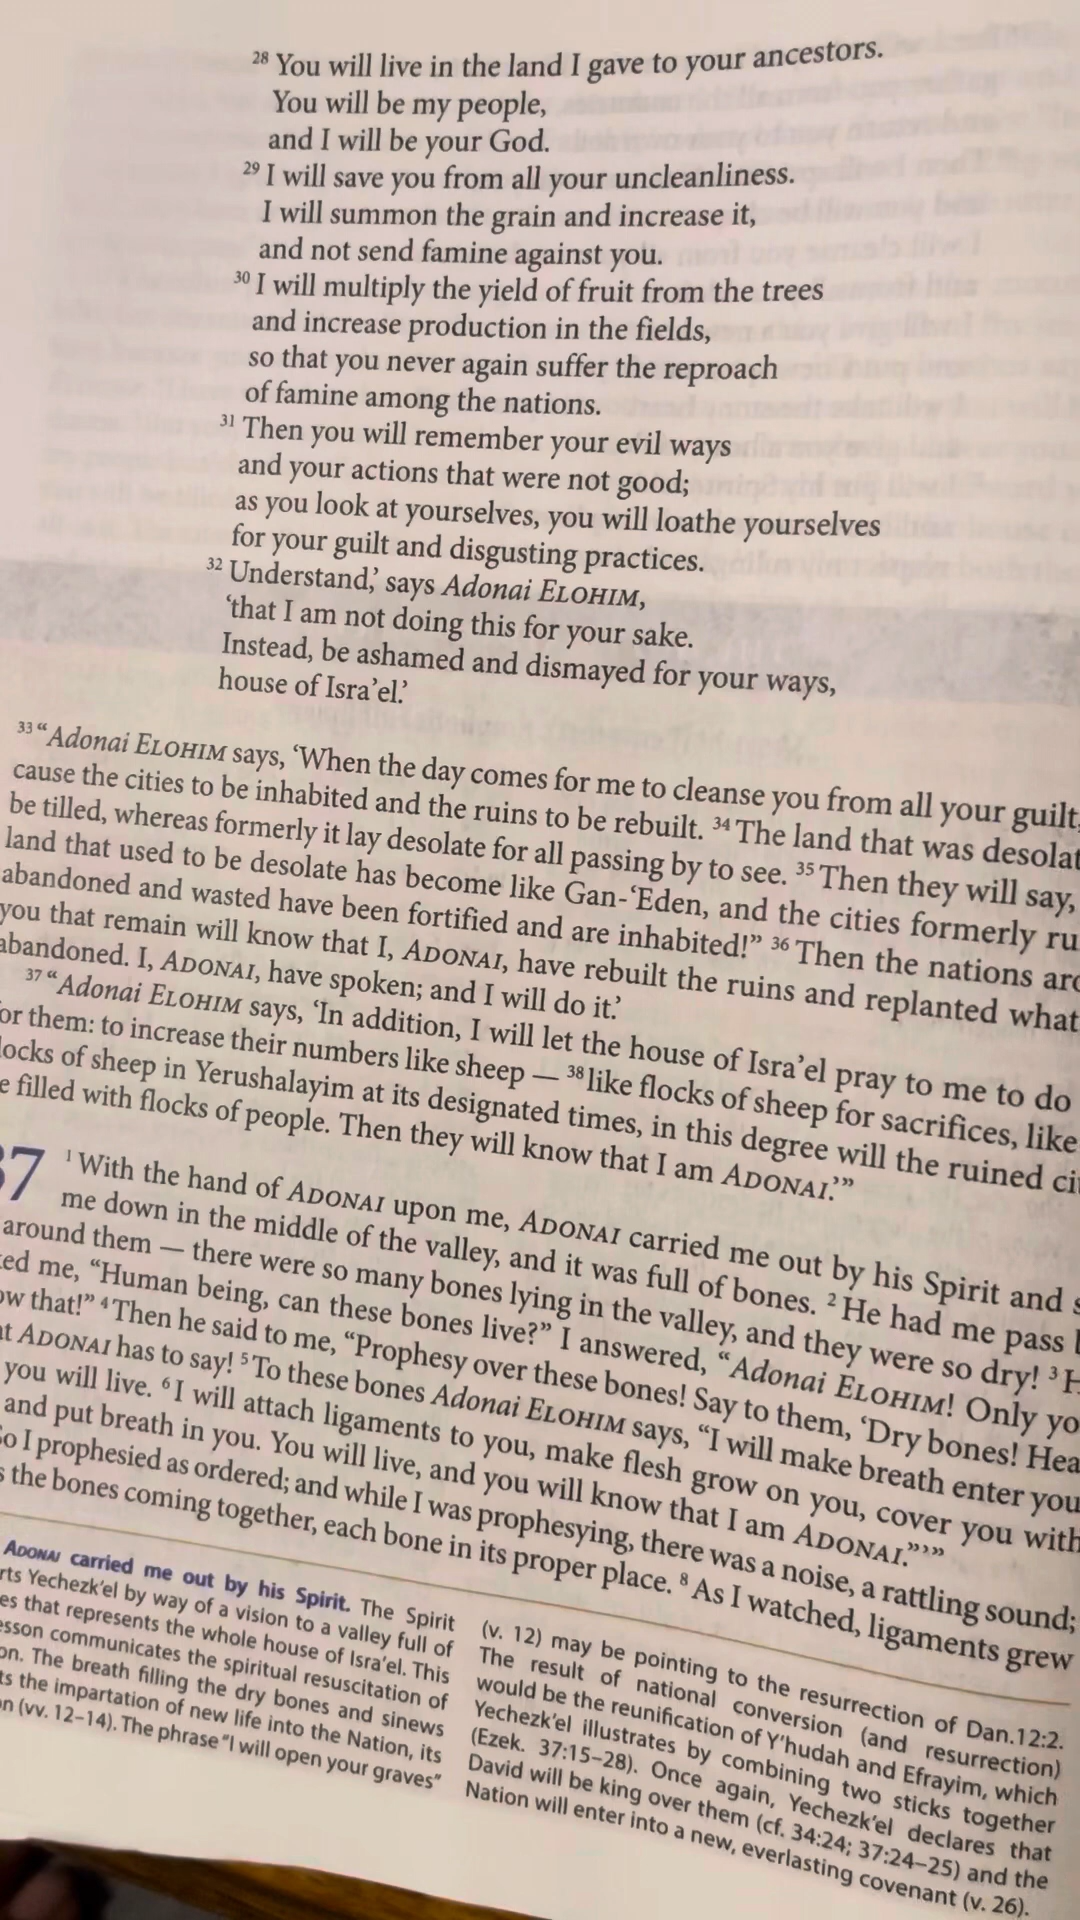 28 You will live in the land I gave to your ancestors.
You will be my people,
and I will be your God.
29 I will save you from all your uncleanliness.
I will summon the grain and increase it,
and not send famine against you.
30 I will multiply the yield of fruit from the trees
and increase production in the fields,
so that you never again suffer the reproach
of famine among the nations.
31 Then you will remember your evil ways
and your actions that were not good;
as you look at yourselves, you will loathe yourselves
for your guilt and disgusting practices.
32 Understand,’ says Adonai ELOHIM,
‘that I am not doing this for your sake.
Instead, be ashamed and dismayed for your ways,
house of Isra’el.’
33 “Adonai ELOHIM says, ‘When the day comes for me to cleanse you from all your guilt,
cause the cities to be inhabited and the ruins to be rebuilt. 34 The land that was desolat
be tilled, whereas formerly it lay desolate for all passing by to see. 35 Then they will say,
land that used to be desolate has become like Gan-‘Eden, and the cities formerly ru
abandoned and wasted have been fortified and are inhabited!” 36 Then the nations aro
you that remain will know that I, ADONAI, have rebuilt the ruins and replanted what
abandoned. I, ADONAI, have spoken; and I will do it.’
37 “Adonai ELOHIM says, ‘In addition, I will let the house of Isra’el pray to me to do
or them: to increase their numbers like sheep — 38 like flocks of sheep for sacrifices, like
locks of sheep in Yerushalayim at its designated times, in this degree will the ruined ci
e filled with flocks of people. Then they will know that I am ADONAI.’”
37 1 With the hand of ADONAI upon me, ADONAI carried me out by his Spirit and s
me down in the middle of the valley, and it was full of bones. 2 He had me pass
around them — there were so many bones lying in the valley, and they were so dry! 3 H
ed me, “Human being, can these bones live?” I answered, “Adonai ELOHIM! Only yo
ow that!” 4 Then he said to me, “Prophesy over these bones! Say to them, ‘Dry bones! Hea
at ADONAI has to say! 5 To these bones Adonai ELOHIM says, “I will make breath enter you
you will live. 6 I will attach ligaments to you, make flesh grow on you, cover you with
and put breath in you. You will live, and you will know that I am ADONAI.”’”
So I prophesied as ordered; and while I was prophesying, there was a noise, a rattling sound;
s the bones coming together, each bone in its proper place. 8 As I watched, ligaments grew
ADONAI carried me out by his Spirit. The Spirit
rts Yechezk’el by way of a vision to a valley full of
es that represents the whole house of Isra’el. This
esson communicates the spiritual resuscitation of
on. The breath filling the dry bones and sinews
ts the impartation of new life into the Nation, its
n (vv. 12–14). The phrase “I will open your graves”
(v. 12) may be pointing to the resurrection of Dan.12:2.
The result of national conversion (and resurrection)
would be the reunification of Y’hudah and Efrayim, which
Yechezk’el illustrates by combining two sticks together
(Ezek. 37:15–28). Once again, Yechezk’el declares that
David will be king over them (cf. 34:24; 37:24–25) and the
Nation will enter into a new, everlasting covenant (v. 26).